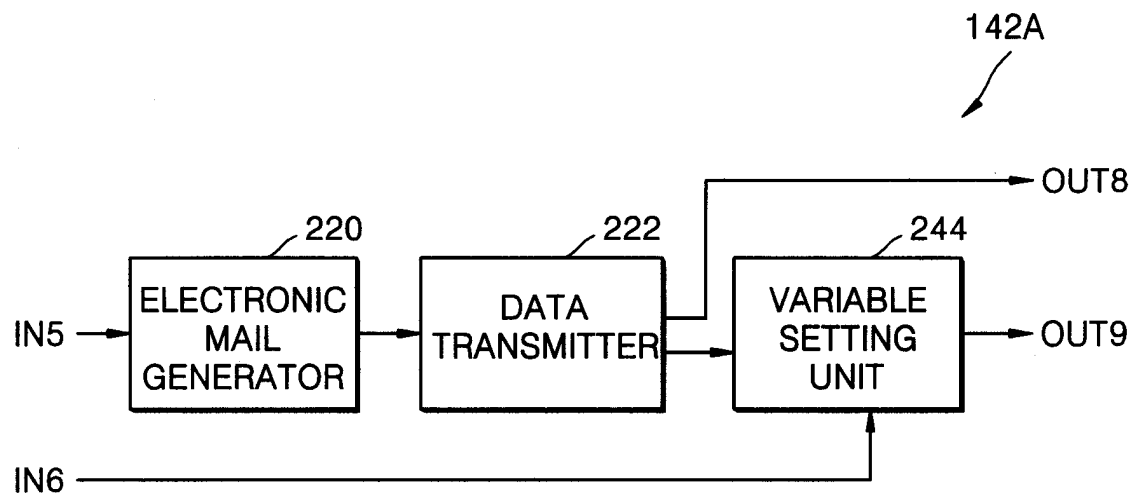 142A
OUT8
220
222
244
IN5
ELECTRONIC
MAIL
GENERATOR
DATA
TRANSMITTER
VARIABLE
SETTING
UNIT
OUT9
IN6